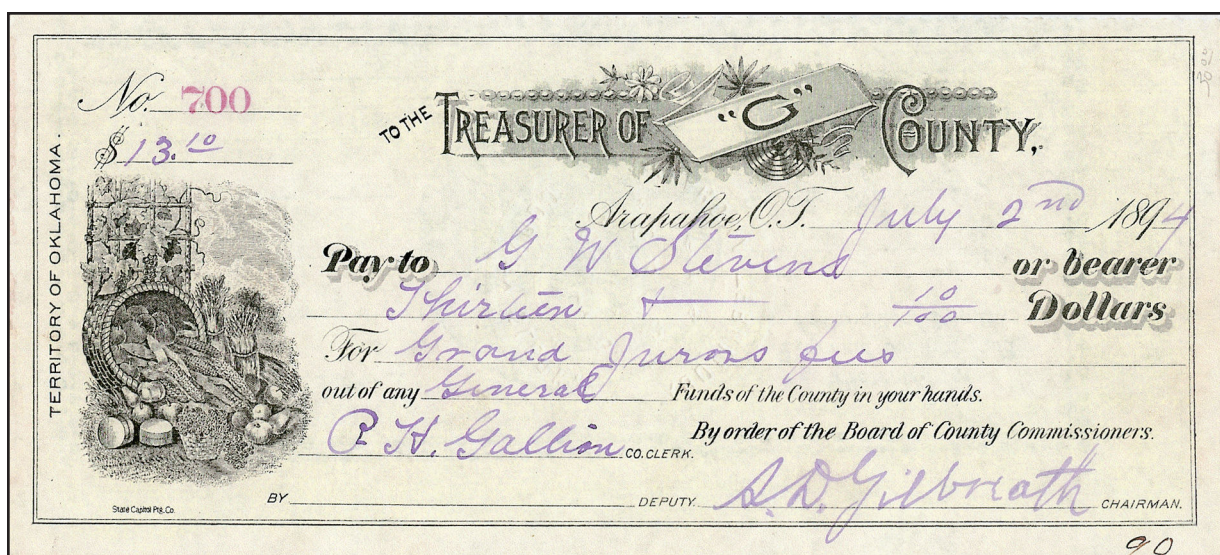 No. 700
$ 13.10
TO THE TREASURER OF "G" COUNTY,
Arapahoe, O.T. July 2nd 1894
Pay to G W Stevens or bearer
Thirteen + 10/100 Dollars
For Grand Jurors fees
out of any General Funds of the County in your hands.
By order of the Board of County Commissioners.
P. H. Gallion CO. CLERK.
BY DEPUTY. A. D. Gilbreath CHAIRMAN.
TERRITORY OF OKLAHOMA.
State Capitol Ptg. Co.
90